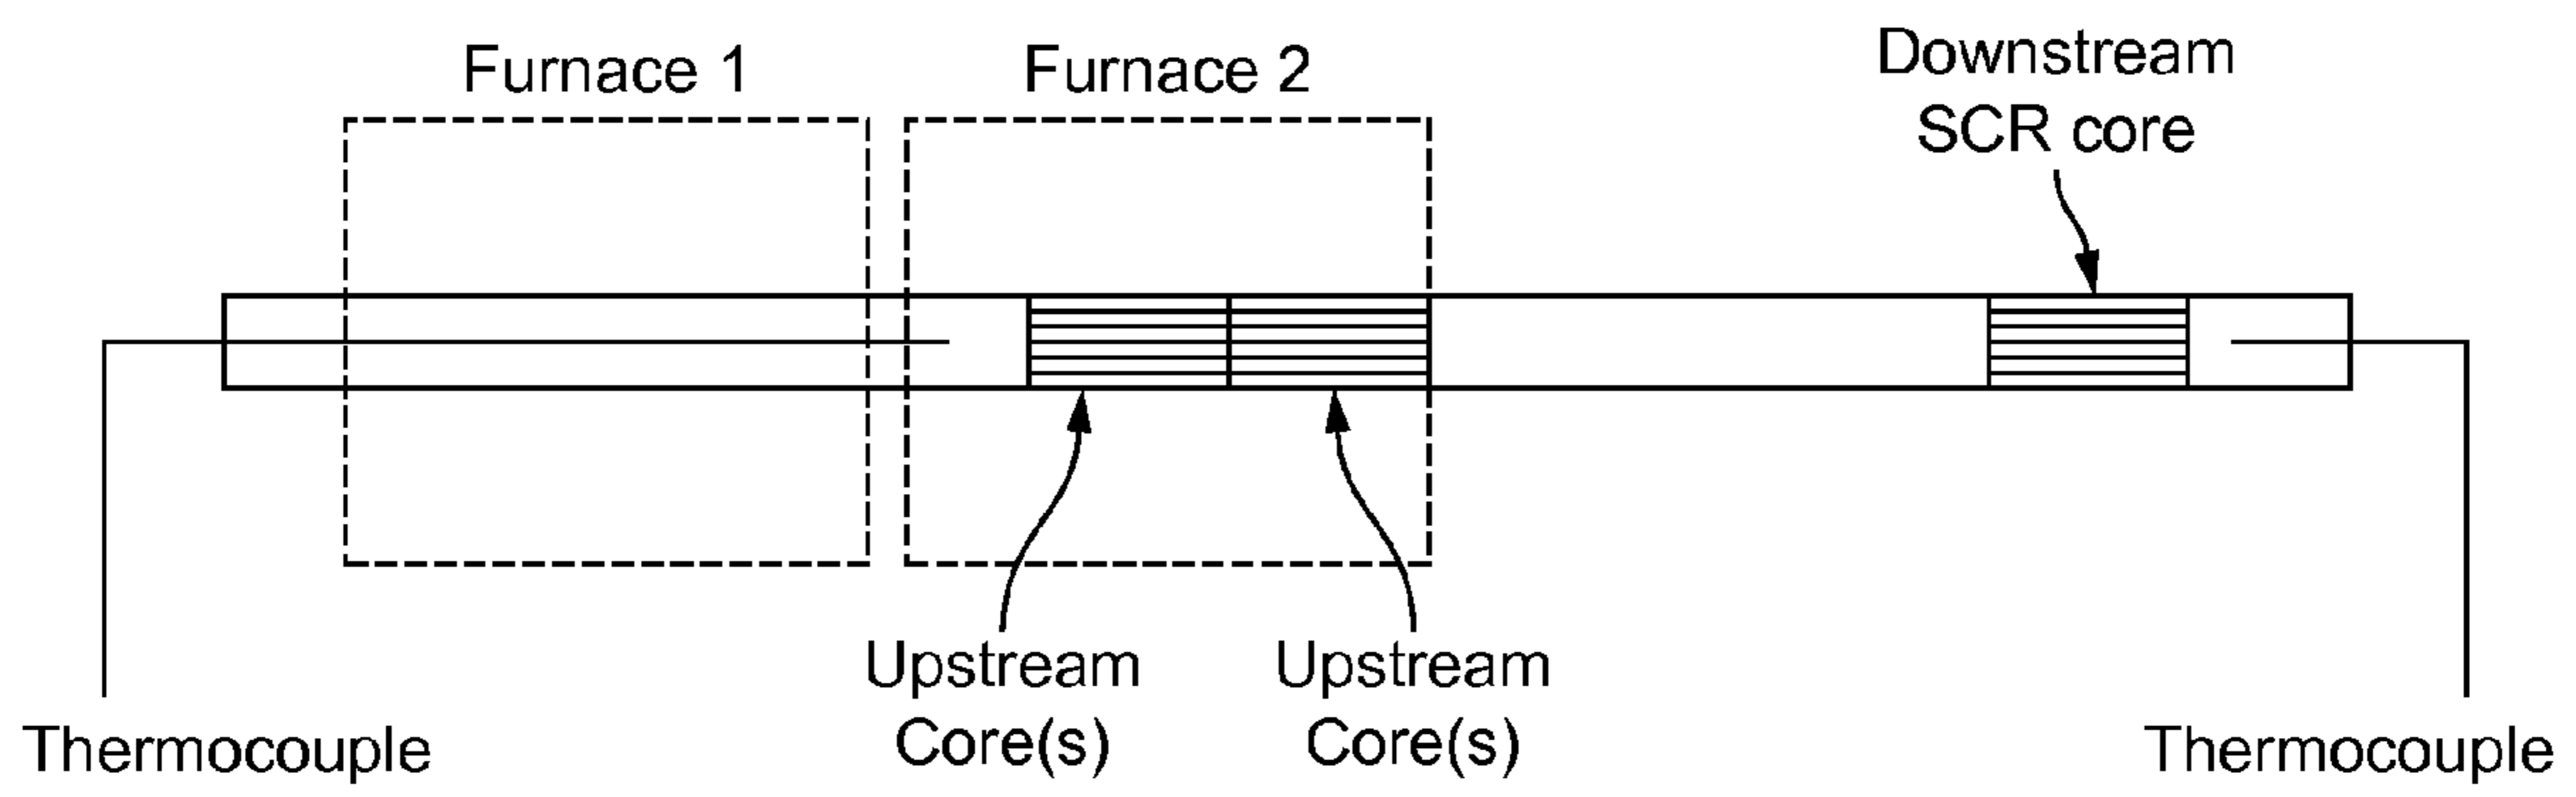 Furnace 1
Furnace 2
Downstream
SCR core
Upstream
Core(s)
Upstream
Core(s)
Thermocouple
Thermocouple